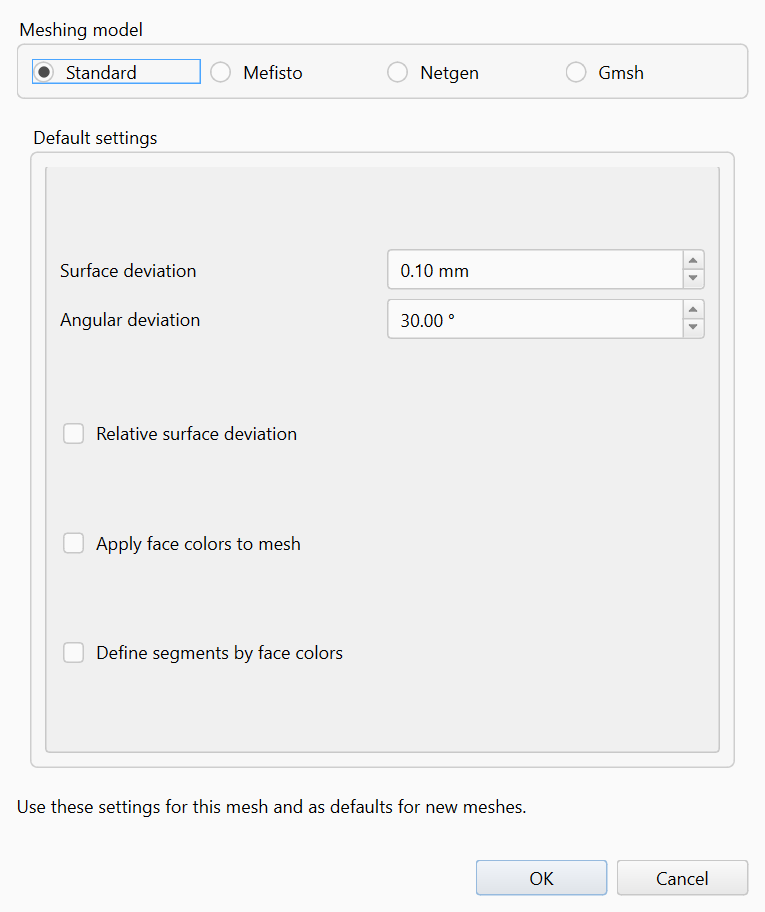 Meshing model
Standard Mefisto Netgen Gmsh
Default settings
Surface deviation 0.10 mm
Angular deviation 30.00 °
Relative surface deviation
Apply face colors to mesh
Define segments by face colors
Use these settings for this mesh and as defaults for new meshes.
OK Cancel